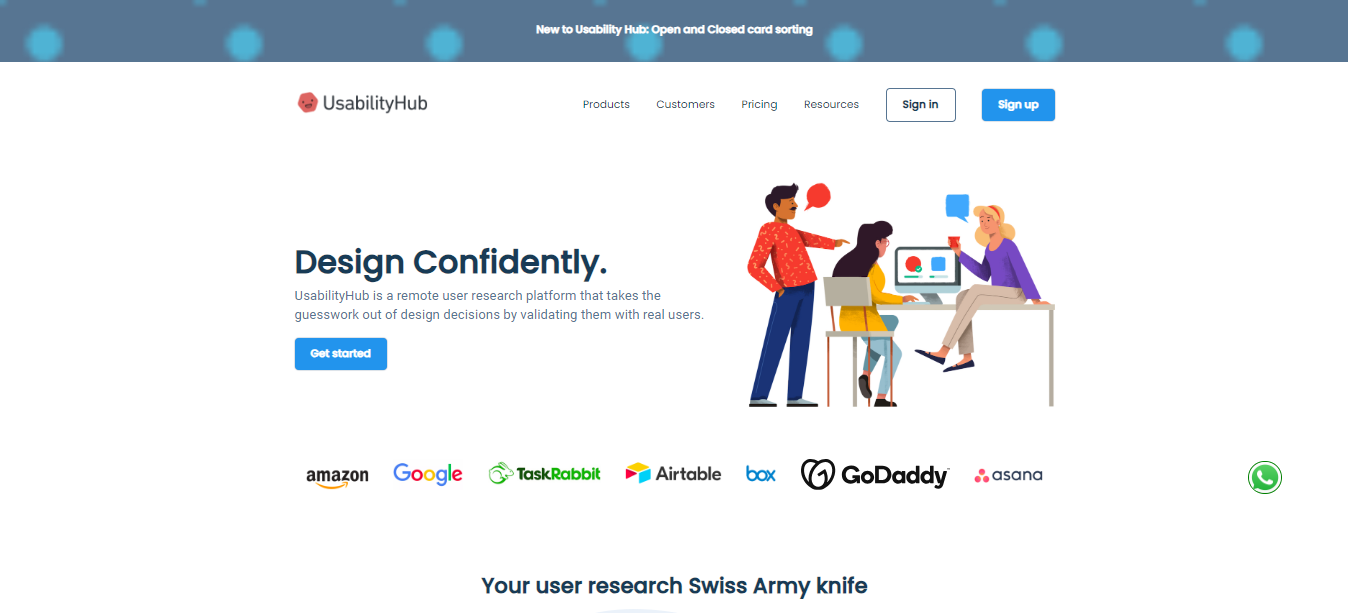 New to Usability Hub: Open and Closed card sorting
UsabilityHub
Products
Customers
Pricing
Resources
Sign in
Sign up
Design Confidently.
UsabilityHub is a remote user research platform that takes the
guesswork out of design decisions by validating them with real users.
Get started
amazon
Google
TaskRabbit
Airtable
box
GoDaddy
asana
Your user research Swiss Army knife